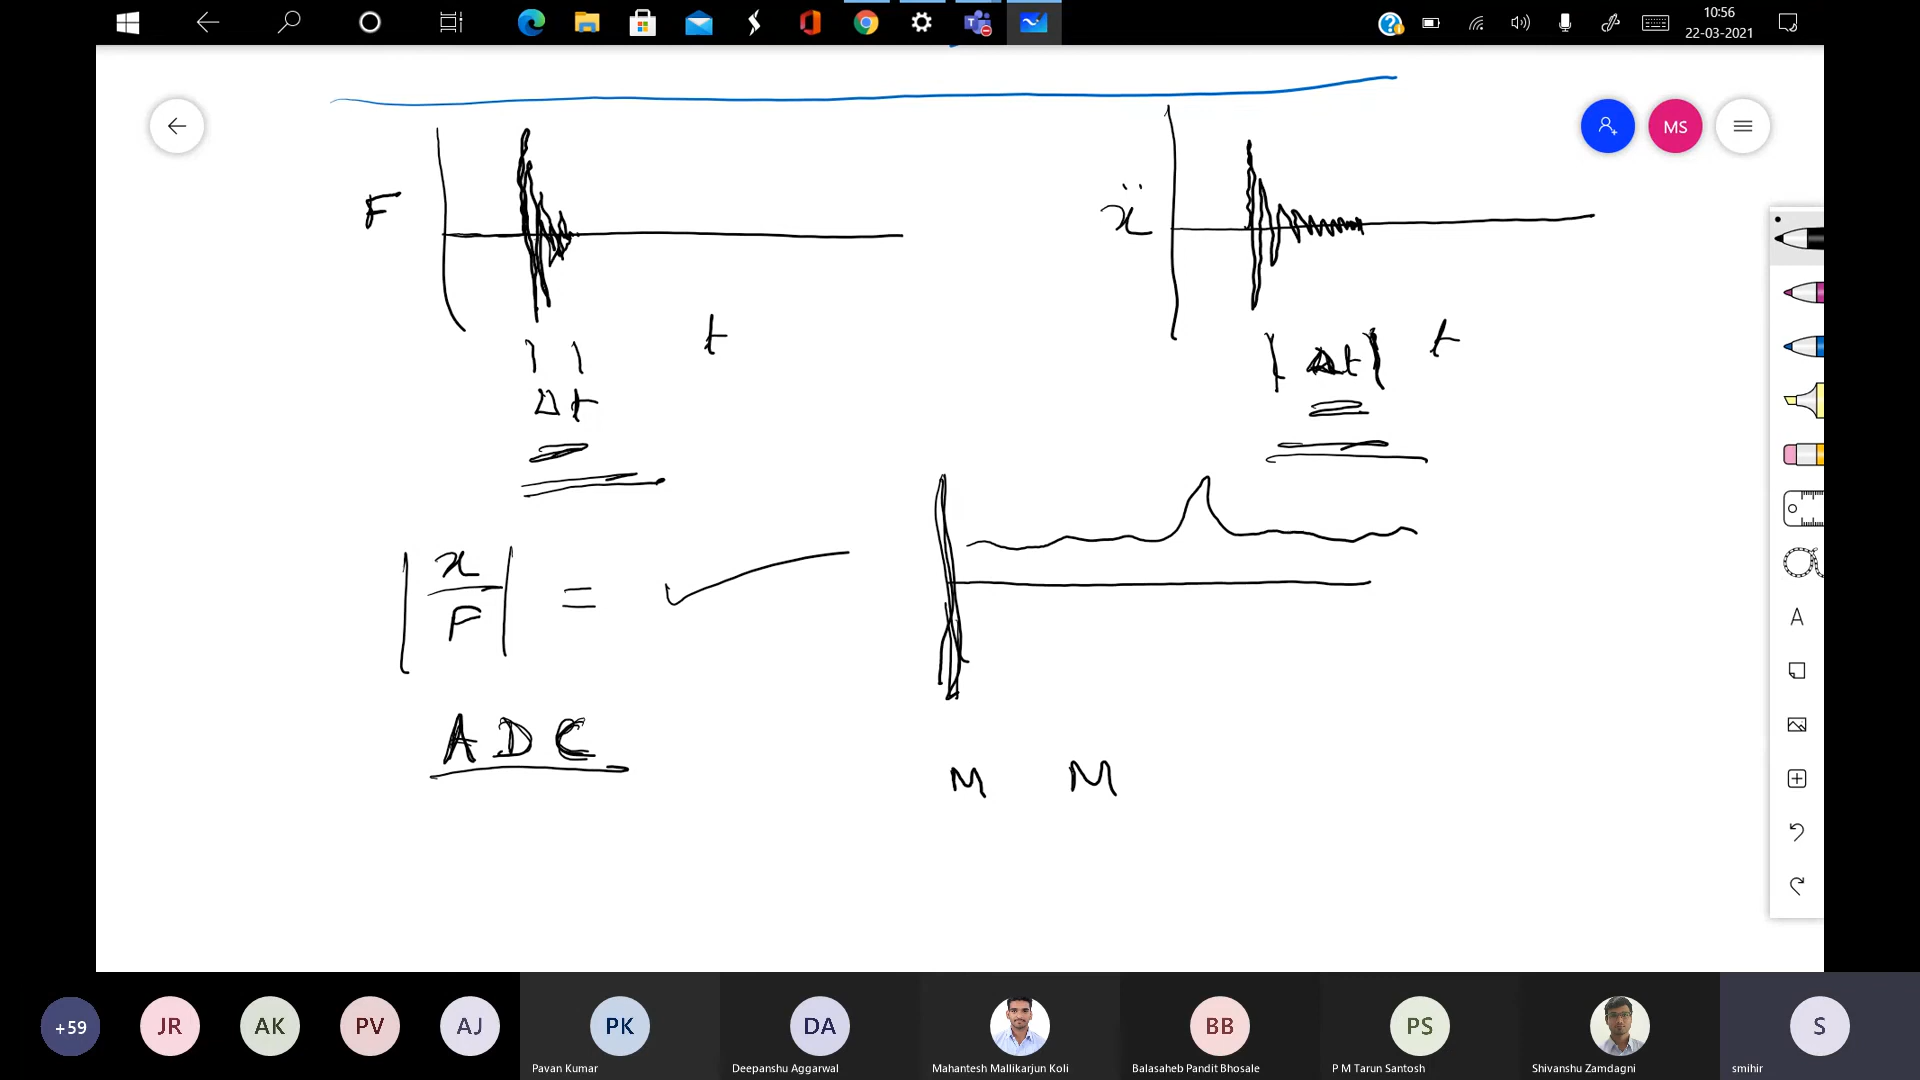 10:56
22-03-2021
MS
F
ẍ
t
t
Δt
Δt
| x / F | =
A D C
M M
A
+59
JR
AK
PV
AJ
PK
DA
BB
PS
S
Pavan Kumar
Deepanshu Aggarwal
Mahantesh Mallikarjun Koli
Balasaheb Pandit Bhosale
P M Tarun Santosh
Shivanshu Zamdagni
smihir